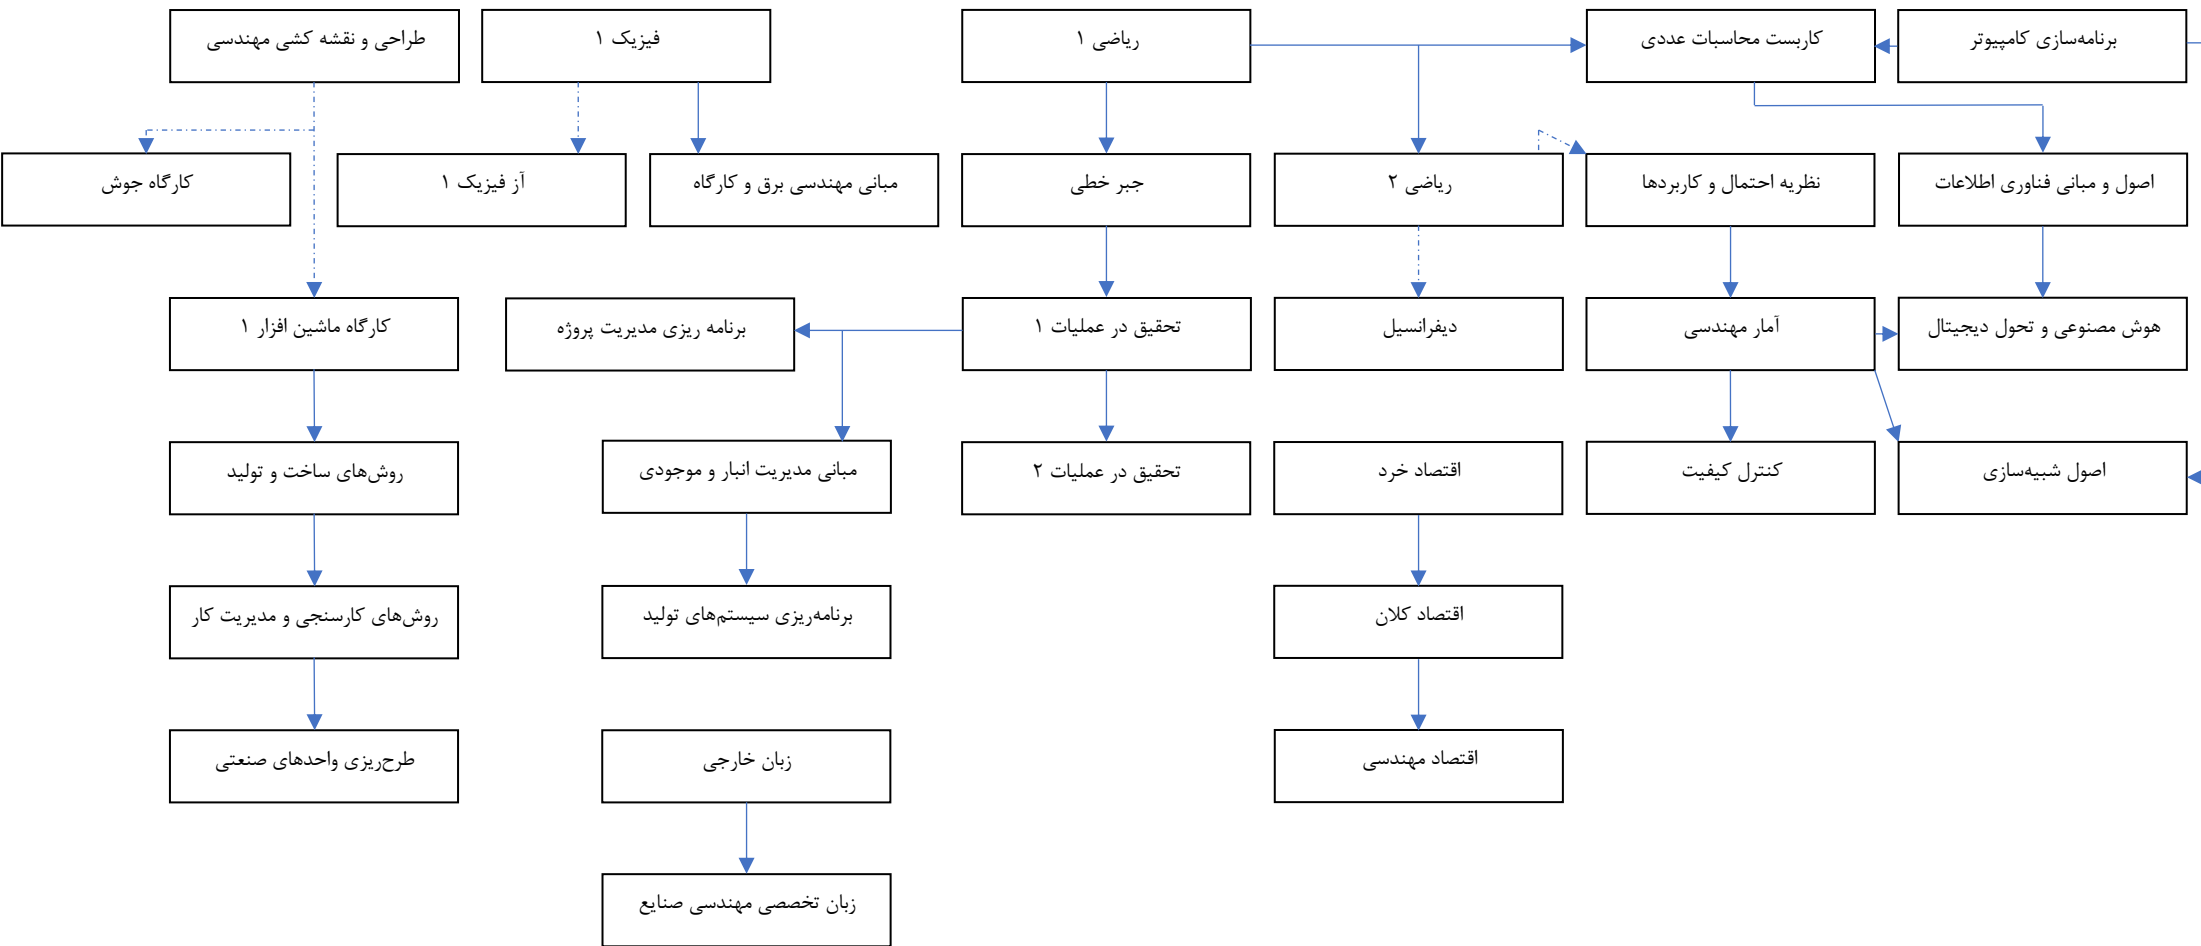 برنامه‌سازی کامپیوتر
کاربست محاسبات عددی
ریاضی ۱
فیزیک ۱
طراحی و نقشه کشی مهندسی
اصول و مبانی فناوری اطلاعات
نظریه احتمال و کاربردها
ریاضی ۲
جبر خطی
مبانی مهندسی برق و کارگاه
آز فیزیک ۱
کارگاه جوش
هوش مصنوعی و تحول دیجیتال
آمار مهندسی
دیفرانسیل
تحقیق در عملیات ۱
برنامه ریزی مدیریت پروژه
کارگاه ماشین افزار ۱
اصول شبیه‌سازی
کنترل کیفیت
اقتصاد خرد
تحقیق در عملیات ۲
مبانی مدیریت انبار و موجودی
روش‌های ساخت و تولید
اقتصاد کلان
برنامه‌ریزی سیستم‌های تولید
روش‌های کارسنجی و مدیریت کار
اقتصاد مهندسی
زبان خارجی
طرح‌ریزی واحدهای صنعتی
زبان تخصصی مهندسی صنایع